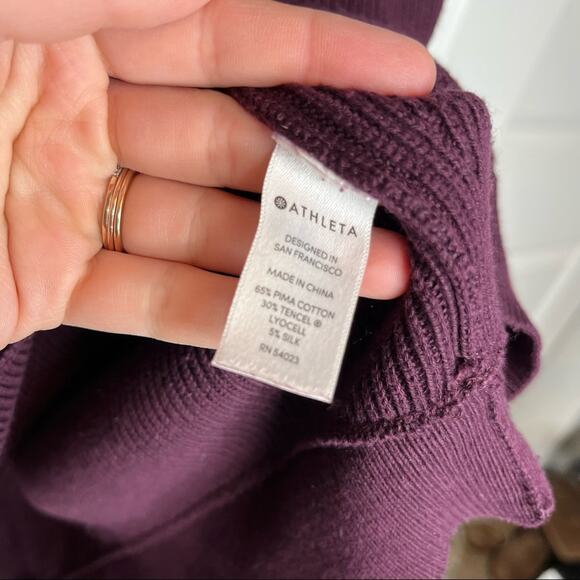 ATHLETA
DESIGNED IN
SAN FRANCISCO
MADE IN CHINA
65% PIMA COTTON
30% TENCEL ®
LYOCELL
5% SILK
RN 54023